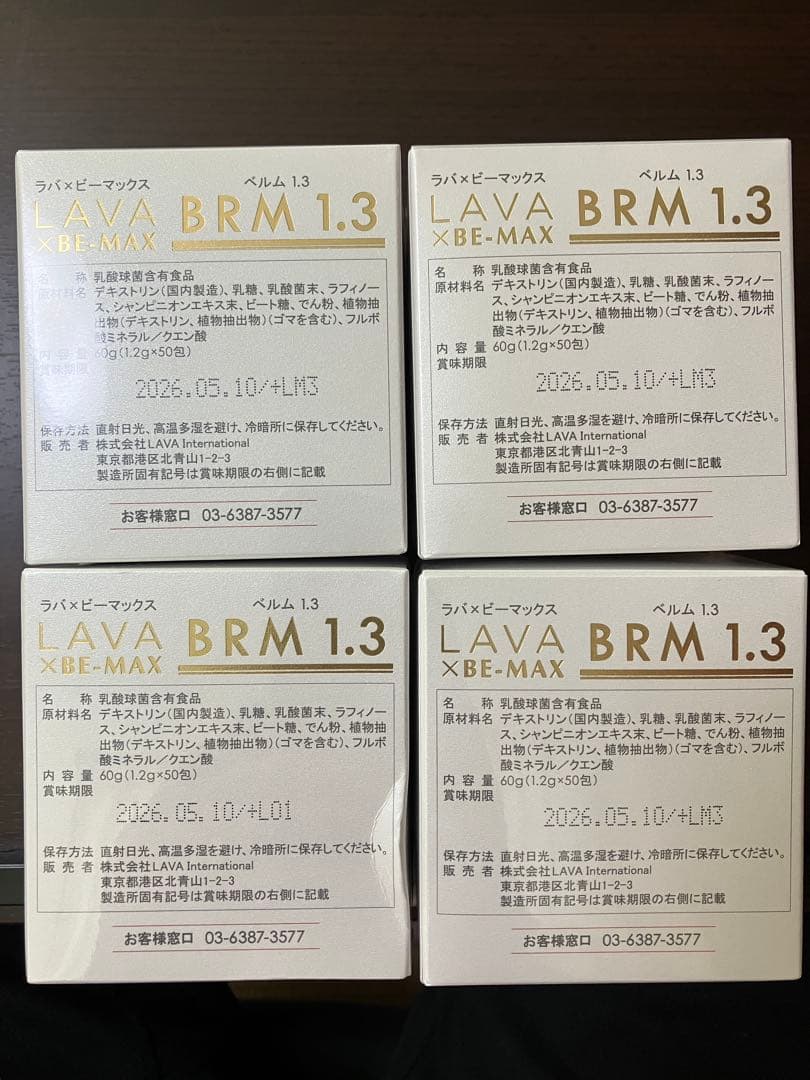 ラバ×ビーマックス ベルム 1.3
LAVA BRM 1.3
×BE-MAX
名 称 乳酸球菌含有食品
原材料名 デキストリン(国内製造)、乳糖、乳酸菌末、ラフィノー
ス、シャンピニオンエキス末、ビート糖、でん粉、植物抽
出物(デキストリン、植物抽出物)(ゴマを含む)、フルボ
酸ミネラル/クエン酸
内 容 量 60g(1.2g×50包)
賞味期限
2026.05.10/+LM3
保存方法 直射日光、高温多湿を避け、冷暗所に保存してください。
販 売 者 株式会社LAVA International
東京都港区北青山1-2-3
製造所固有記号は賞味期限の右側に記載
お客様窓口 03-6387-3577
ラバ×ビーマックス ベルム 1.3
LAVA BRM 1.3
×BE-MAX
名 称 乳酸球菌含有食品
原材料名 デキストリン(国内製造)、乳糖、乳酸菌末、ラフィノー
ス、シャンピニオンエキス末、ビート糖、でん粉、植物抽
出物(デキストリン、植物抽出物)(ゴマを含む)、フルボ
酸ミネラル/クエン酸
内 容 量 60g(1.2g×50包)
賞味期限
2026.05.10/+LM3
保存方法 直射日光、高温多湿を避け、冷暗所に保存してください。
販 売 者 株式会社LAVA International
東京都港区北青山1-2-3
製造所固有記号は賞味期限の右側に記載
お客様窓口 03-6387-3577
ラバ×ビーマックス ベルム 1.3
LAVA BRM 1.3
×BE-MAX
名 称 乳酸球菌含有食品
原材料名 デキストリン(国内製造)、乳糖、乳酸菌末、ラフィノー
ス、シャンピニオンエキス末、ビート糖、でん粉、植物抽
出物(デキストリン、植物抽出物)(ゴマを含む)、フルボ
酸ミネラル/クエン酸
内 容 量 60g(1.2g×50包)
賞味期限
2026.05.10/+L01
保存方法 直射日光、高温多湿を避け、冷暗所に保存してください。
販 売 者 株式会社LAVA International
東京都港区北青山1-2-3
製造所固有記号は賞味期限の右側に記載
お客様窓口 03-6387-3577
ラバ×ビーマックス ベルム 1.3
LAVA BRM 1.3
×BE-MAX
名 称 乳酸球菌含有食品
原材料名 デキストリン(国内製造)、乳糖、乳酸菌末、ラフィノー
ス、シャンピニオンエキス末、ビート糖、でん粉、植物抽
出物(デキストリン、植物抽出物)(ゴマを含む)、フルボ
酸ミネラル/クエン酸
内 容 量 60g(1.2g×50包)
賞味期限
2026.05.10/+LM3
保存方法 直射日光、高温多湿を避け、冷暗所に保存してください。
販 売 者 株式会社LAVA International
東京都港区北青山1-2-3
製造所固有記号は賞味期限の右側に記載
お客様窓口 03-6387-3577